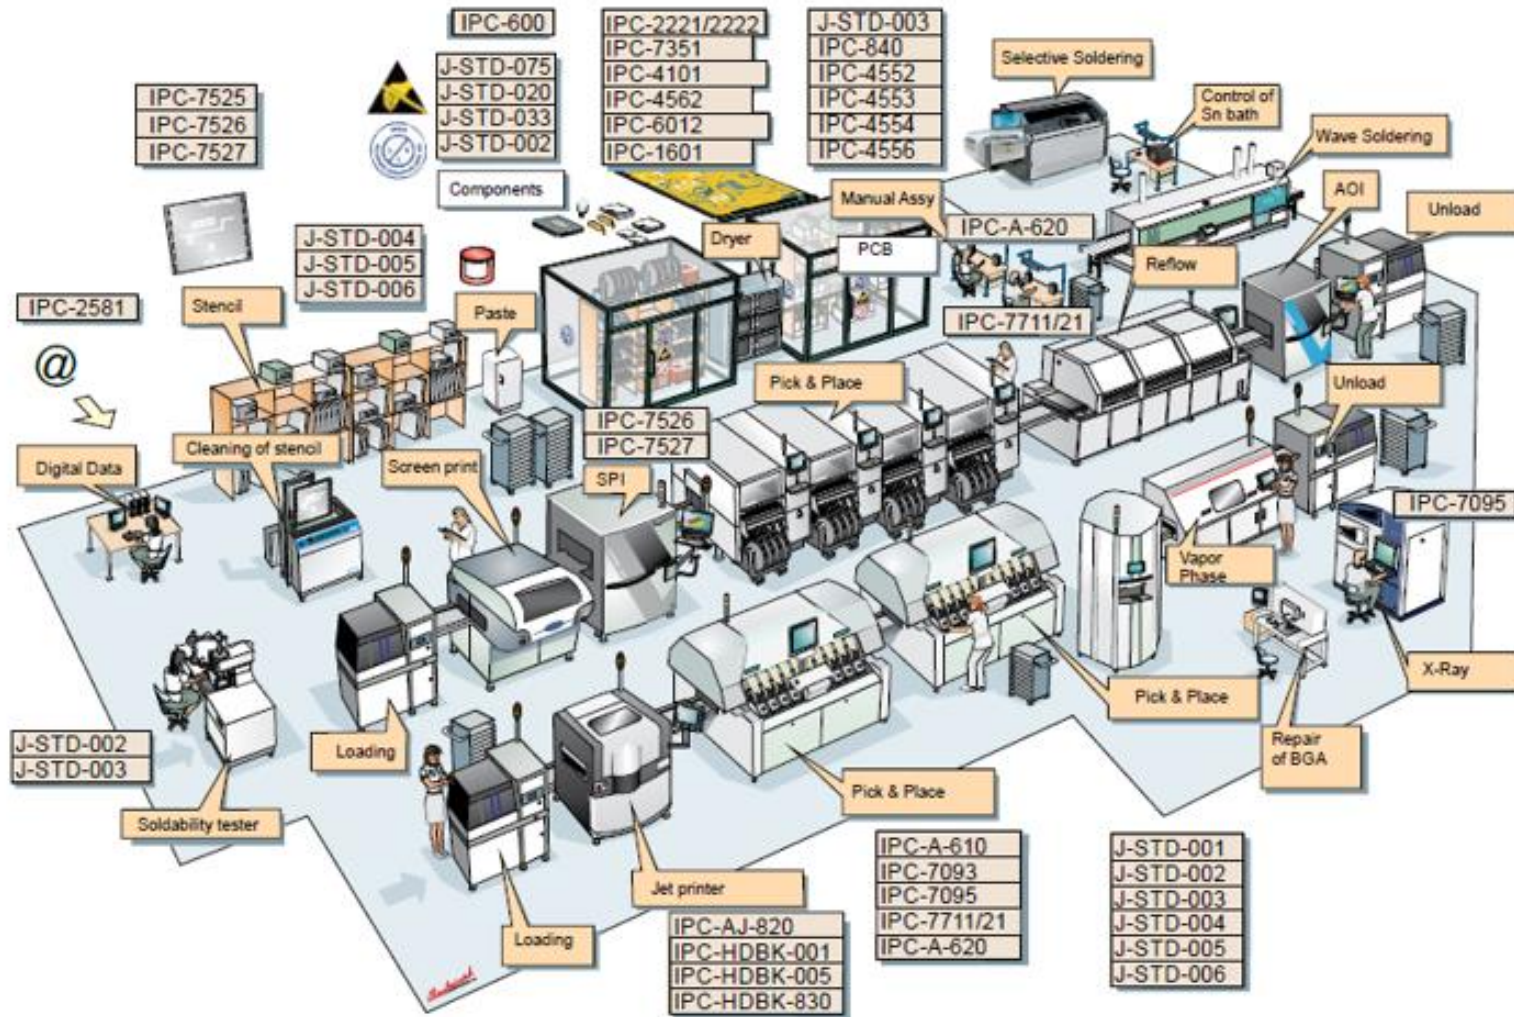 IPC-600
IPC-2221/2222
IPC-7351
IPC-4101
IPC-4562
IPC-6012
IPC-1601
J-STD-003
IPC-840
IPC-4552
IPC-4553
IPC-4554
IPC-4556
Selective Soldering
J-STD-075
J-STD-020
J-STD-033
J-STD-002
Components
IPC-7525
IPC-7526
IPC-7527
Control of
Sn bath
Wave Soldering
AOI
Unload
Manual Assy
IPC-A-620
Dryer
PCB
Reflow
J-STD-004
J-STD-005
J-STD-006
IPC-2581
Stencil
Paste
IPC-7711/21
@
Pick & Place
Unload
IPC-7526
IPC-7527
Digital Data
Cleaning of stencil
Screen print
SPI
IPC-7095
Vapor
Phase
X-Ray
Pick & Place
J-STD-002
J-STD-003
Loading
Repair
of BGA
Soldability tester
Pick & Place
IPC-A-610
IPC-7093
IPC-7095
IPC-7711/21
IPC-A-620
J-STD-001
J-STD-002
J-STD-003
J-STD-004
J-STD-005
J-STD-006
Jet printer
Loading
IPC-AJ-820
IPC-HDBK-001
IPC-HDBK-005
IPC-HDBK-830